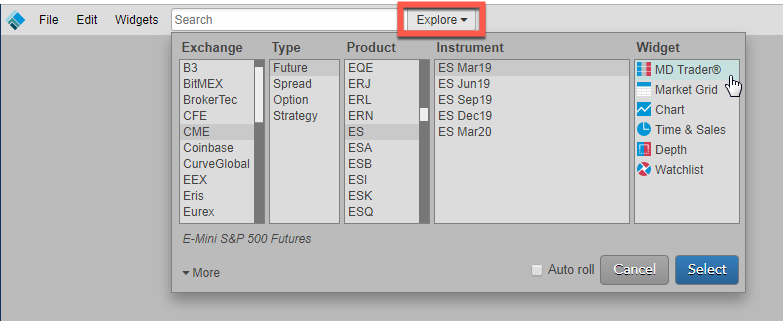 File Edit Widgets Search Explore
Exchange Type Product Instrument Widget
B3 Future EQE ES Mar19 MD Trader®
BitMEX Spread ERJ ES Jun19 Market Grid
BrokerTec Option ERL ES Sep19 Chart
CFE Strategy ERN ES Dec19 Time & Sales
CME ES ES Mar20 Depth
Coinbase ESA Watchlist
CurveGlobal ESB
EEX ESI
Eris ESK
Eurex ESQ
E-Mini S&P 500 Futures
More Auto roll Cancel Select